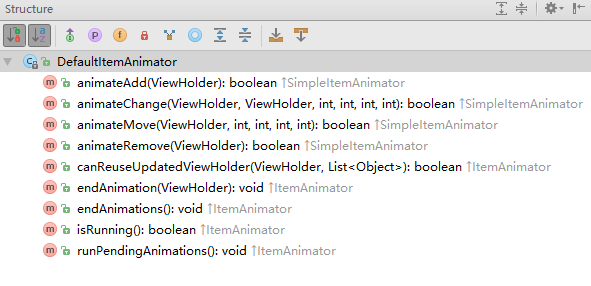 Structure
DefaultItemAnimator
animateAdd(ViewHolder): boolean ↑SimpleItemAnimator
animateChange(ViewHolder, ViewHolder, int, int, int, int): boolean ↑SimpleItemAnimator
animateMove(ViewHolder, int, int, int, int): boolean ↑SimpleItemAnimator
animateRemove(ViewHolder): boolean ↑SimpleItemAnimator
canReuseUpdatedViewHolder(ViewHolder, List<Object>): boolean ↑ItemAnimator
endAnimation(ViewHolder): void ↑ItemAnimator
endAnimations(): void ↑ItemAnimator
isRunning(): boolean ↑ItemAnimator
runPendingAnimations(): void ↑ItemAnimator